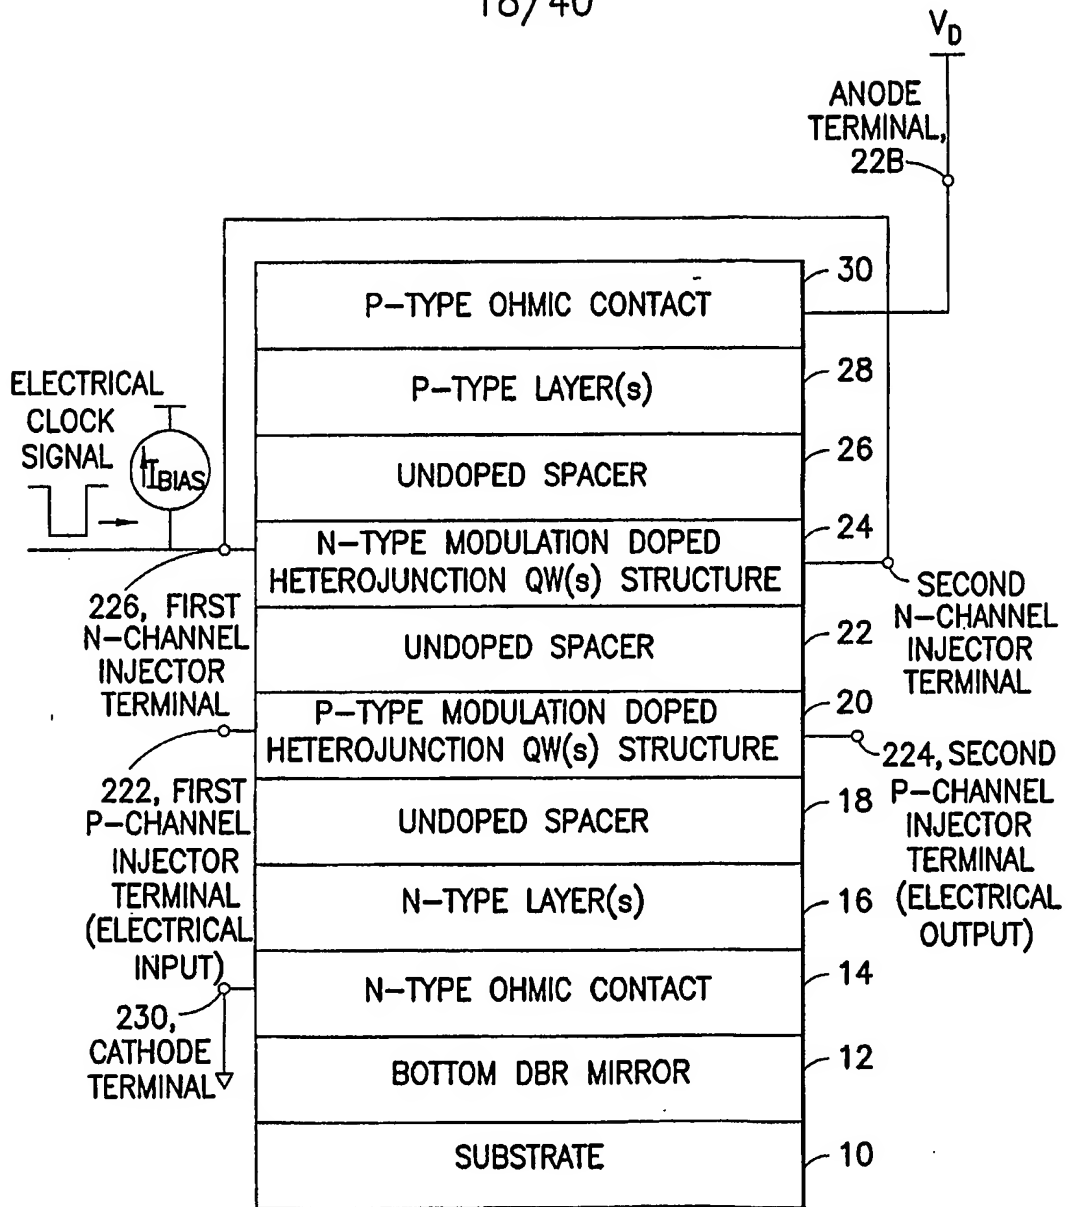 18/40
V_D
ANODE
TERMINAL,
22B
30
P-TYPE OHMIC CONTACT
28
P-TYPE LAYER(s)
ELECTRICAL
CLOCK
SIGNAL
I_BIAS
26
UNDOPED SPACER
24
N-TYPE MODULATION DOPED
HETEROJUNCTION QW(s) STRUCTURE
226, FIRST
N-CHANNEL
INJECTOR
TERMINAL
SECOND
N-CHANNEL
INJECTOR
TERMINAL
22
UNDOPED SPACER
20
P-TYPE MODULATION DOPED
HETEROJUNCTION QW(s) STRUCTURE
222, FIRST
P-CHANNEL
INJECTOR
TERMINAL
(ELECTRICAL
INPUT)
224, SECOND
P-CHANNEL
INJECTOR
TERMINAL
(ELECTRICAL
OUTPUT)
18
UNDOPED SPACER
16
N-TYPE LAYER(s)
14
N-TYPE OHMIC CONTACT
230,
CATHODE
TERMINAL
12
BOTTOM DBR MIRROR
10
SUBSTRATE